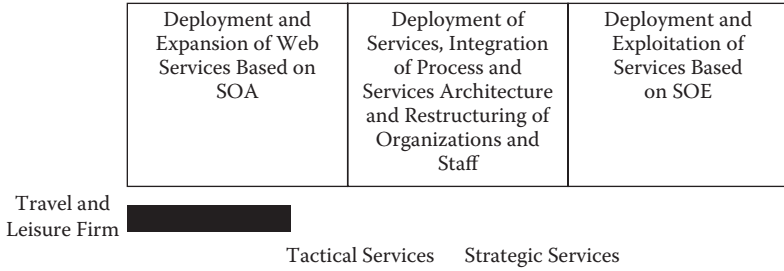 Deployment and
Expansion of Web
Services Based on
SOA
Deployment of
Services, Integration
of Process and
Services Architecture
and Restructuring of
Organizations and
Staff
Deployment and
Exploitation of
Services Based
on SOE
Travel and
Leisure Firm
Tactical Services
Strategic Services